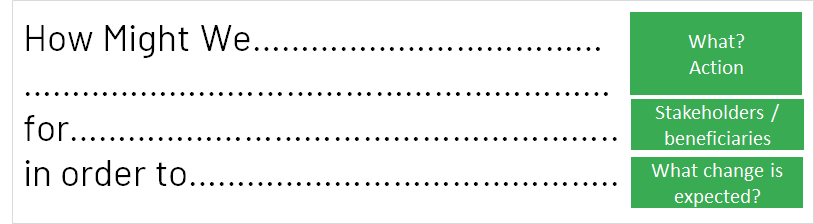 How Might We.....................................
..............................................................
for..........................................................
in order to.............................................
What?
Action
Stakeholders /
beneficiaries
What change is
expected?